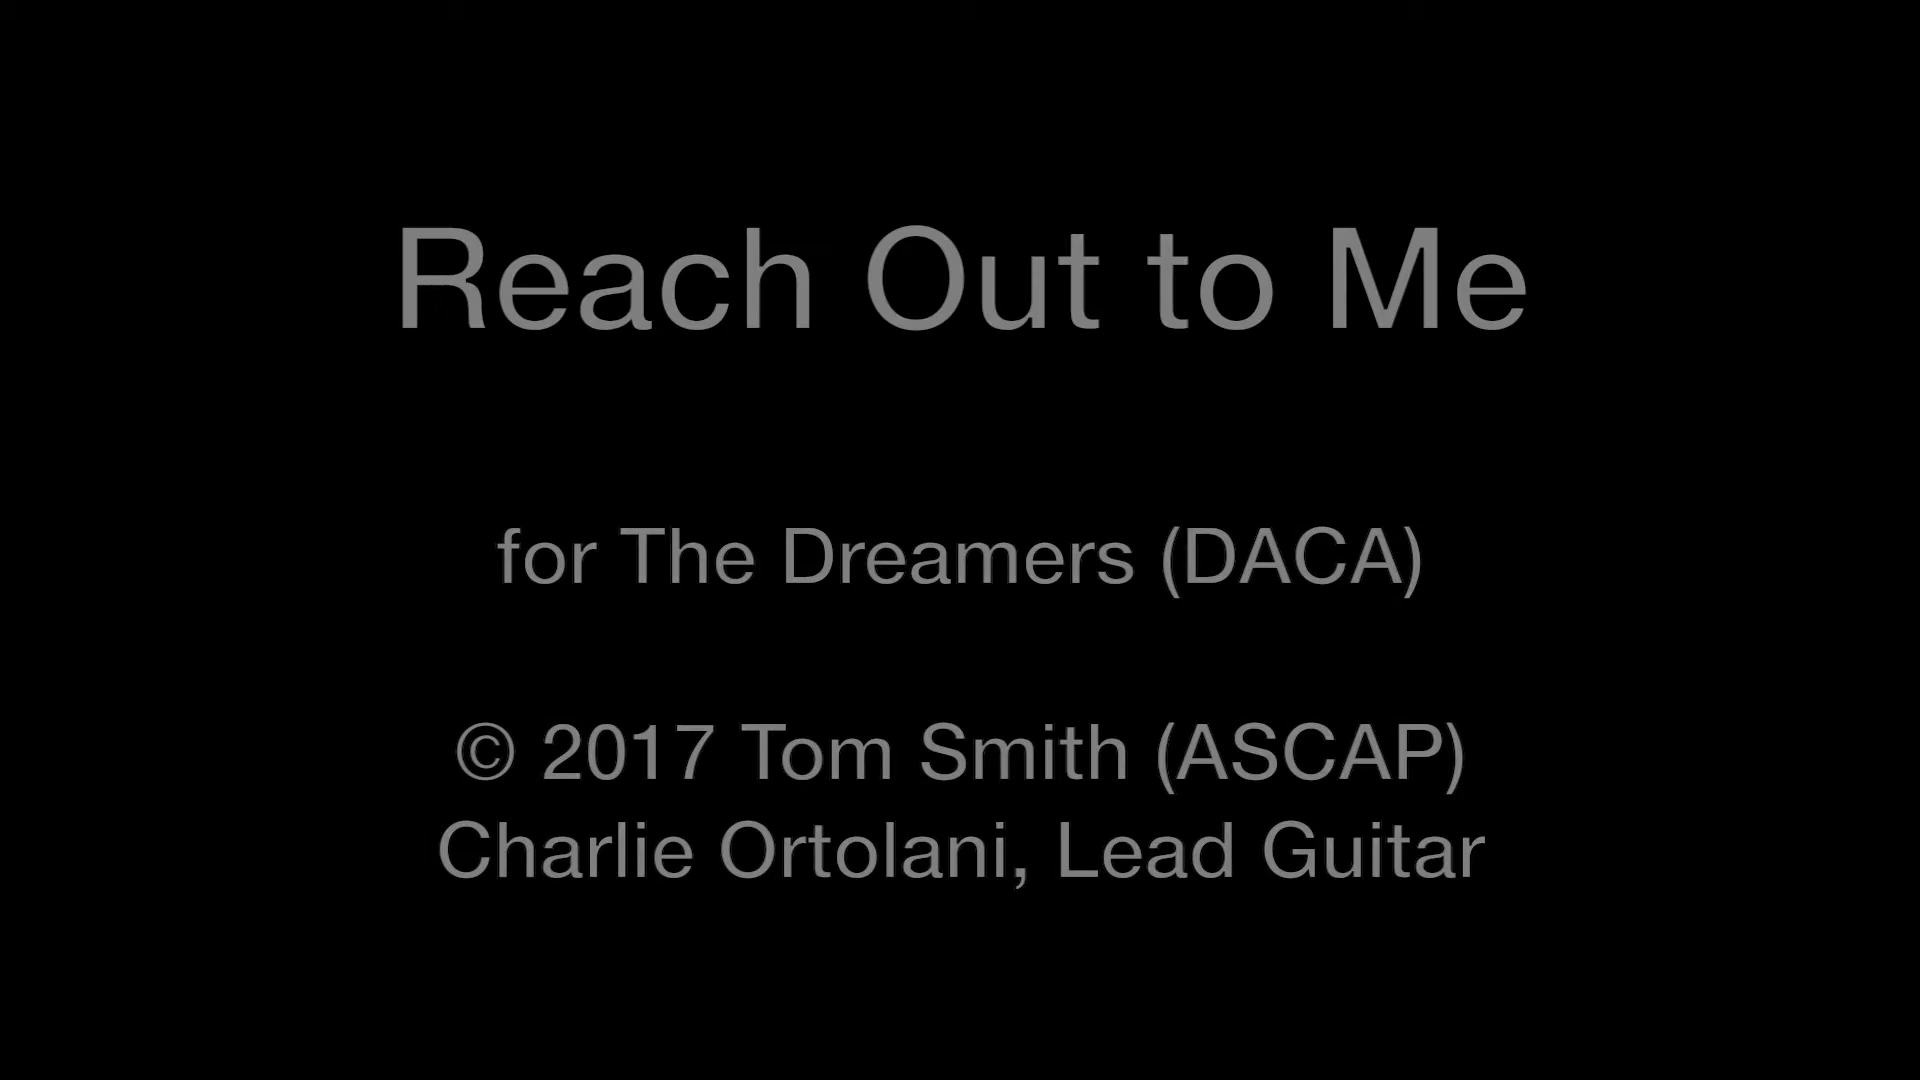 Reach Out to Me
for The Dreamers (DACA)
© 2017 Tom Smith (ASCAP)
Charlie Ortolani, Lead Guitar